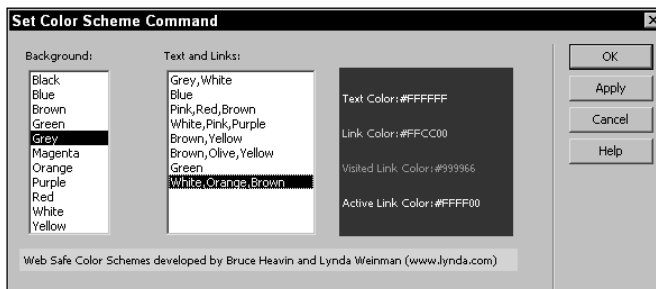 Set Color Scheme Command
Background:
Black
Blue
Brown
Green
Grey
Magenta
Orange
Purple
Red
White
Yellow
Text and Links:
Grey,White
Blue
Pink,Red,Brown
White,Pink,Purple
Brown,Yellow
Brown,Olive,Yellow
Green
White,Orange,Brown
Text Color:#FFFFFF
Link Color:#FFCC00
Visited Link Color:#999966
Active Link Color:#FFFF00
OK
Apply
Cancel
Help
Web Safe Color Schemes developed by Bruce Heavin and Lynda Weinman (www.lynda.com)